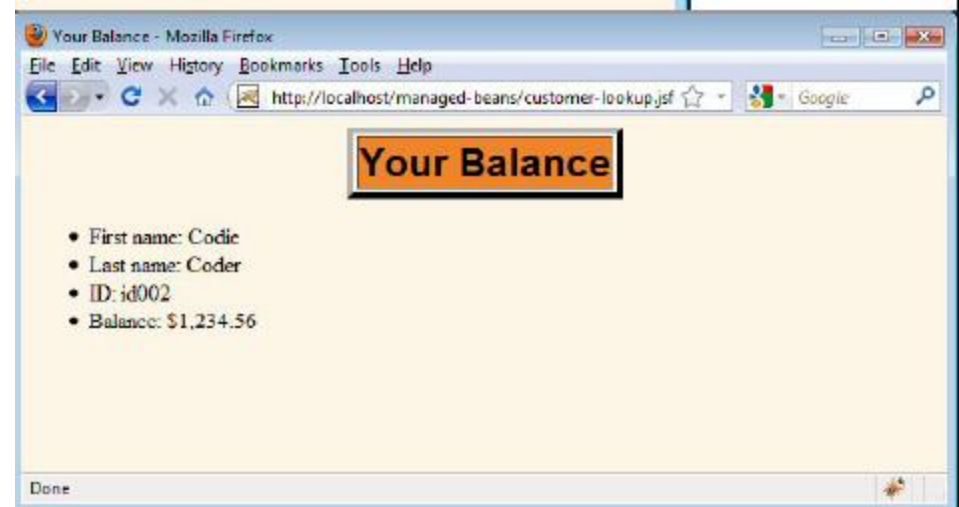 Your Balance - Mozilla Firefox
File Edit View History Bookmarks Tools Help
http://localhost/managed-beans/customer-lookup.jsf Google
Your Balance
• First name: Codie
• Last name: Coder
• ID: id002
• Balance: $1,234.56
Done